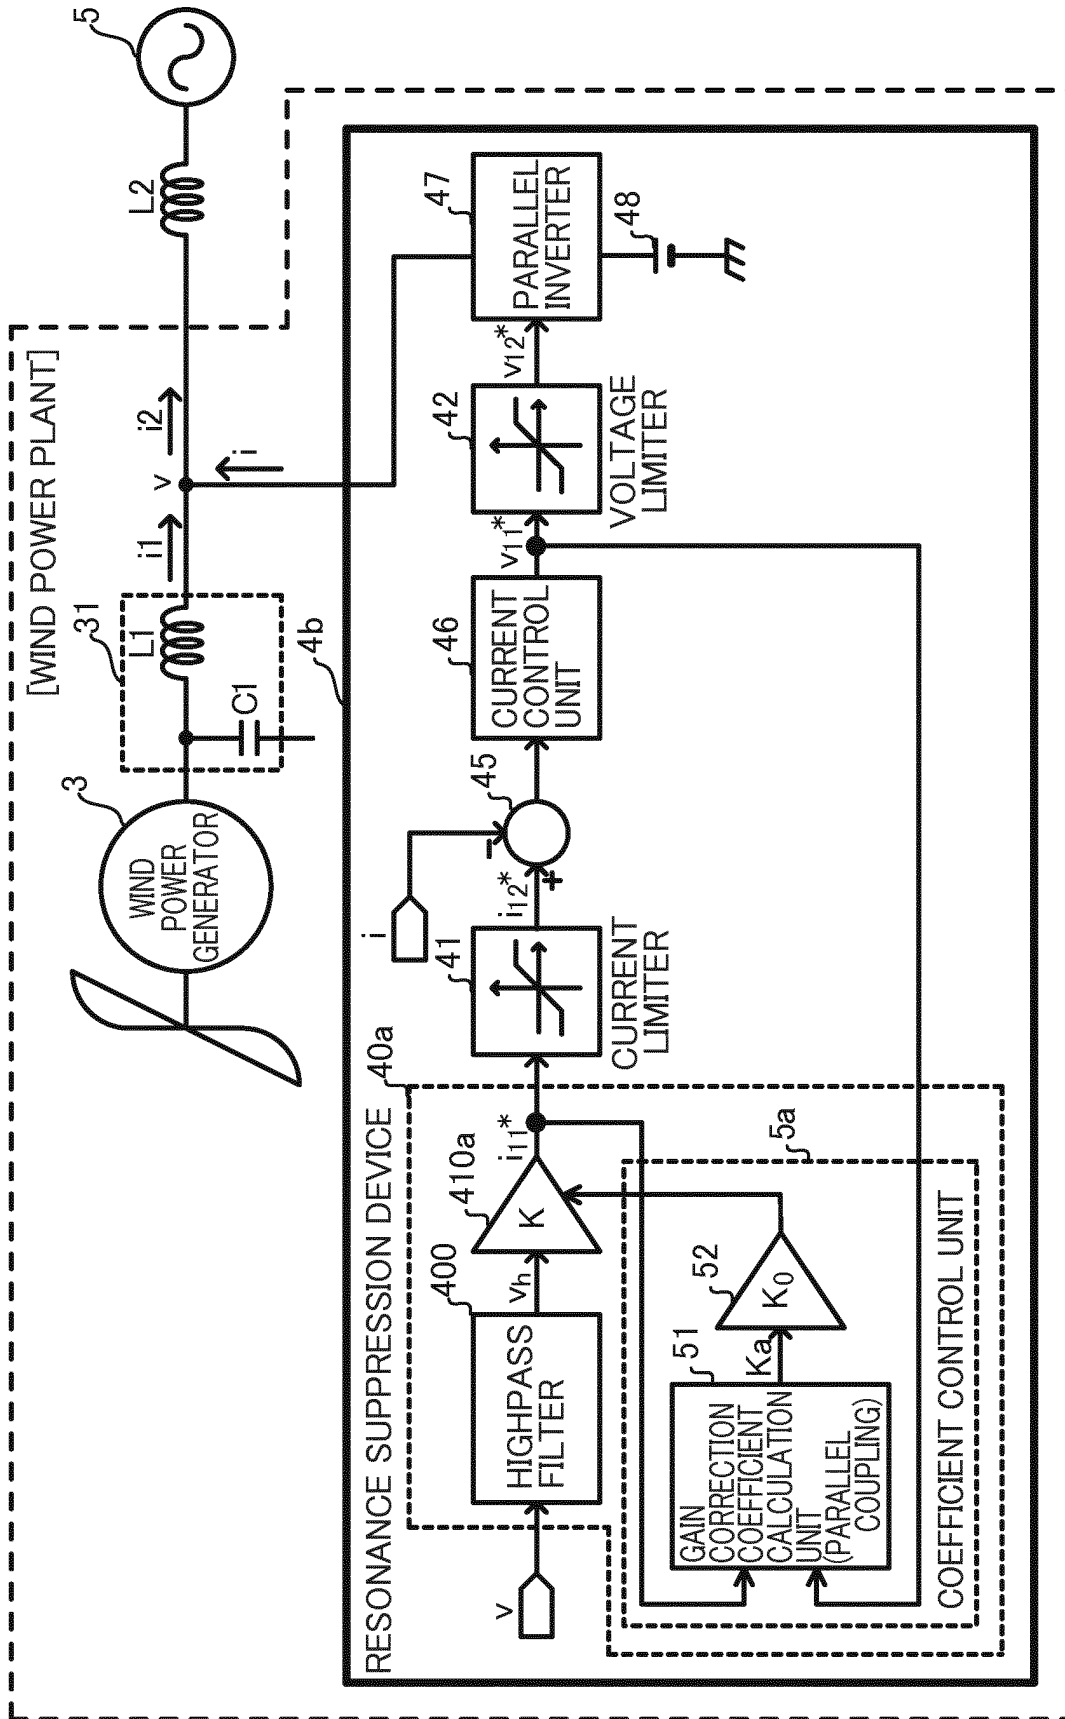 [WIND POWER PLANT]
3
WIND
POWER
GENERATOR
31
L1
C1
i1
v
i2
i
L2
5
4b
RESONANCE SUPPRESSION DEVICE
40a
v
400
HIGHPASS
FILTER
vh
410a
K
i11*
41
CURRENT
LIMITER
i12*
i
45
+
−
46
CURRENT
CONTROL
UNIT
v11*
42
VOLTAGE
LIMITER
v12*
47
PARALLEL
INVERTER
48
5a
51
GAIN
CORRECTION
COEFFICIENT
CALCULATION
UNIT
(PARALLEL
COUPLING)
Ka
52
K0
COEFFICIENT CONTROL UNIT